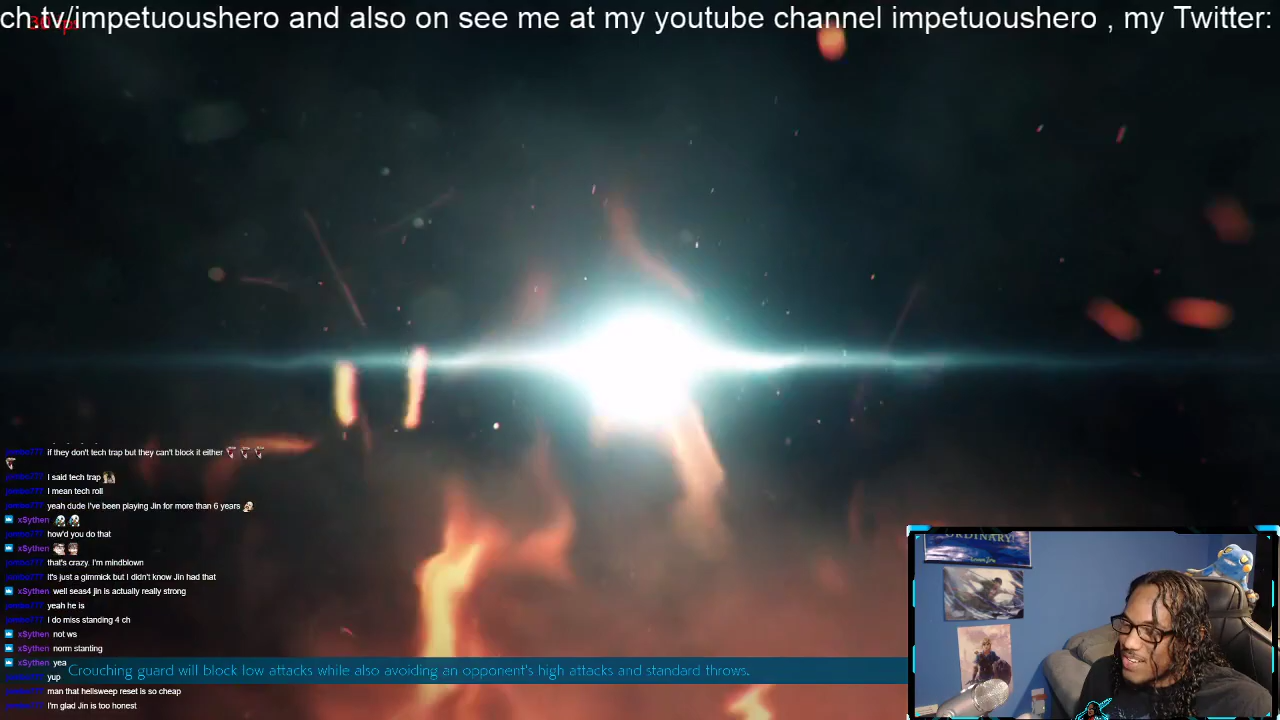 ch.tv/impetuoushero and also on see me at my youtube channel impetuoushero , my Twitter:
if they don't tech trap but they can't block it either
I said tech trap
I mean tech roll
yeah dude I've been playing Jin for more than 6 years
xSythen
how'd you do that
xSythen
that's crazy. I'm mindblown
it's just a gimmick but I didn't know Jin had that
xSythen well seas4 jin is actually really strong
yeah he is
I do miss standing 4 ch
xSythen not ws
xSythen norm stanting
xSythen yea
yup
man that hellsweep reset is so cheap
I'm glad Jin is too honest
Crouching guard will block low attacks while also avoiding an opponent's high attacks and standard throws.
ORDINARY